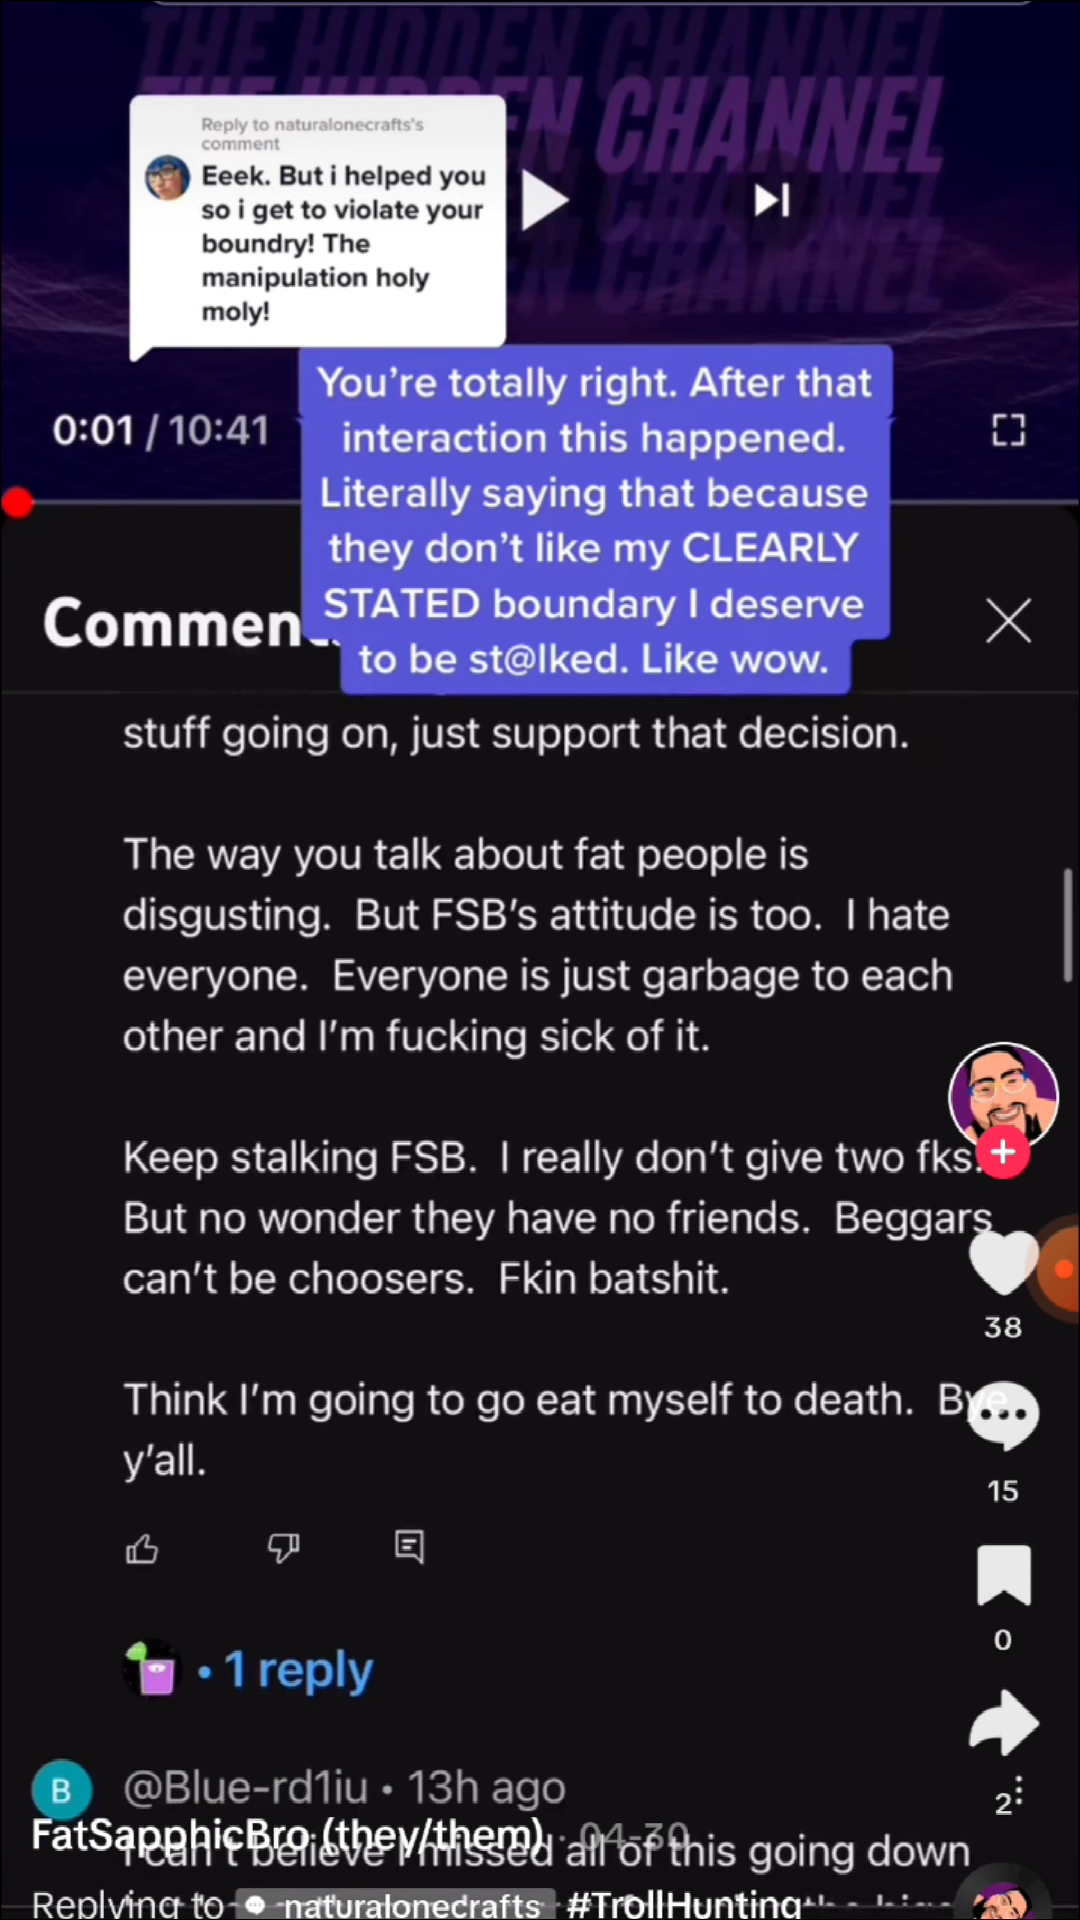 THE HIDDEN CHANNEL
THE HIDDEN CHANNEL
Reply to naturalonecrafts's
comment
Eeek. But i helped you
so i get to violate your
boundry! The
manipulation holy
moly!
You're totally right. After that
interaction this happened.
Literally saying that because
they don't like my CLEARLY
STATED boundary I deserve
to be st@lked. Like wow.
0:01 / 10:41
Commen
stuff going on, just support that decision.
The way you talk about fat people is
disgusting. But FSB's attitude is too. I hate
everyone. Everyone is just garbage to each
other and I'm fucking sick of it.
Keep stalking FSB. I really don't give two fks.
But no wonder they have no friends. Beggars
can't be choosers. Fkin batshit.
38
Think I'm going to go eat myself to death. Bye
y'all.
15
0
• 1 reply
B
@Blue-rd1iu • 13h ago
2
FatSapphicBro (they/them) · 04-30
I can't believe I missed all of this going down
Replying to naturalonecrafts #TrollHunting